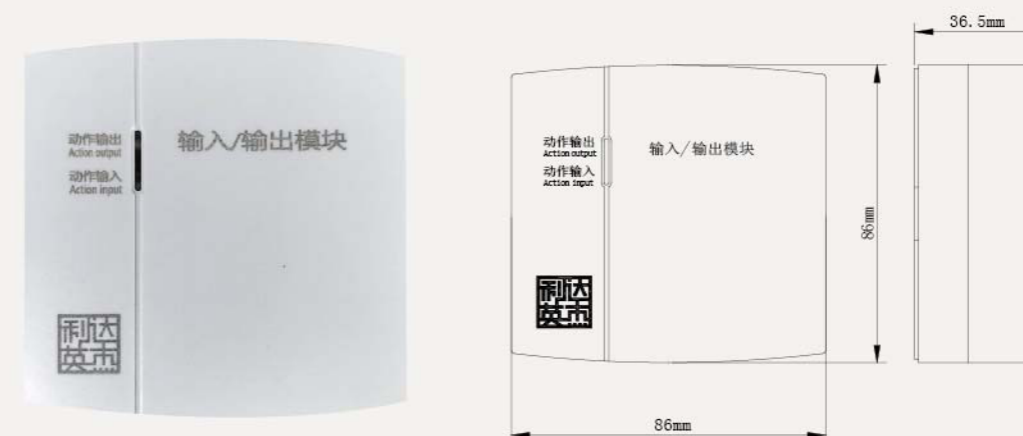 动作输出
Action output
动作输入
Action input
输入/输出模块
利达
英杰
动作输出
Action output
动作输入
Action input
输入/输出模块
利达
英杰
86mm
86mm
36.5mm